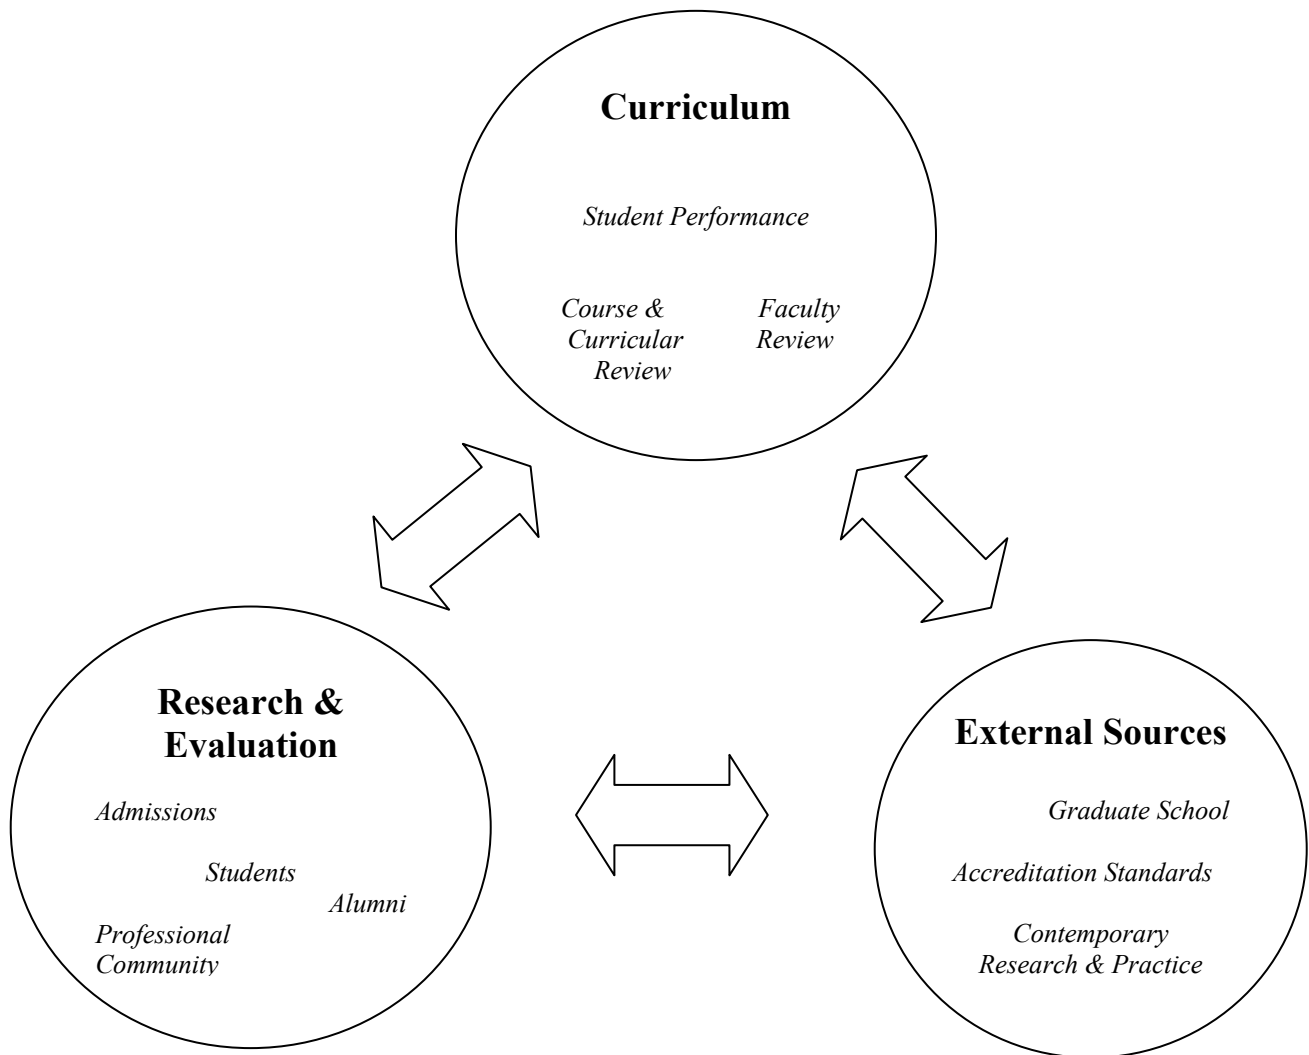 Curriculum
Student Performance
Course &
Curricular
Review
Faculty
Review
Research &
Evaluation
Admissions
Students
Alumni
Professional
Community
External Sources
Graduate School
Accreditation Standards
Contemporary
Research & Practice